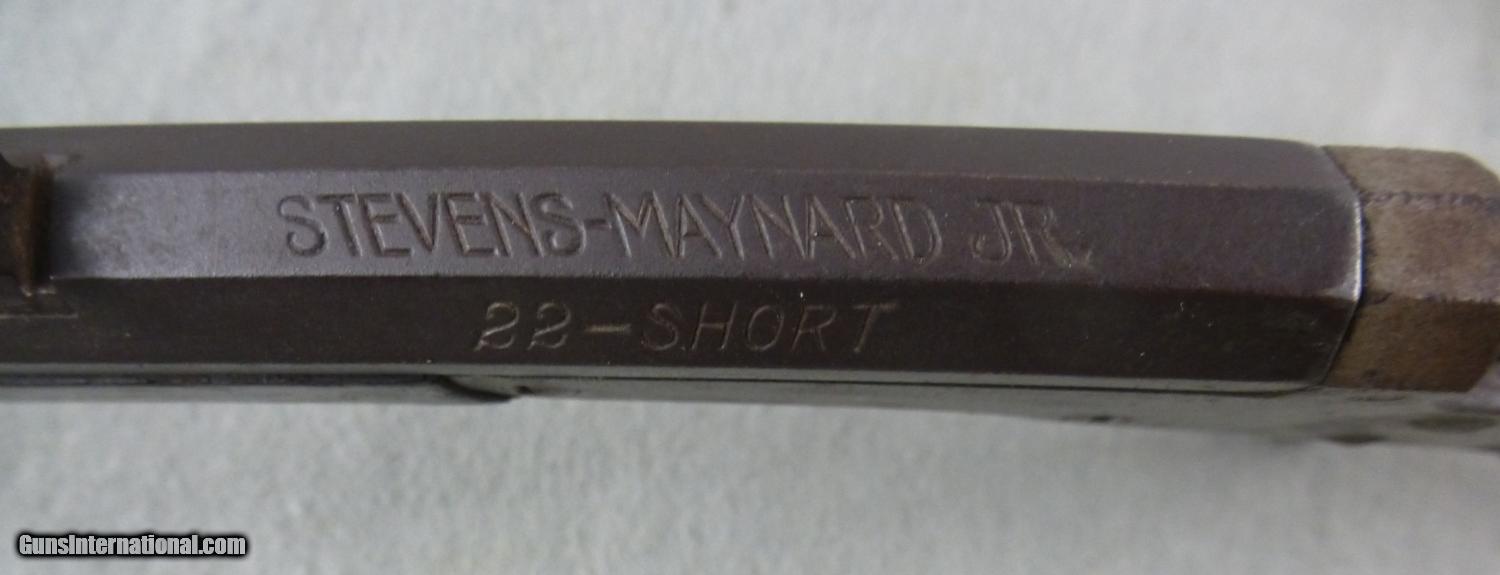 STEVENS-MAYNARD JR.
22-SHORT
GunsInternational.com